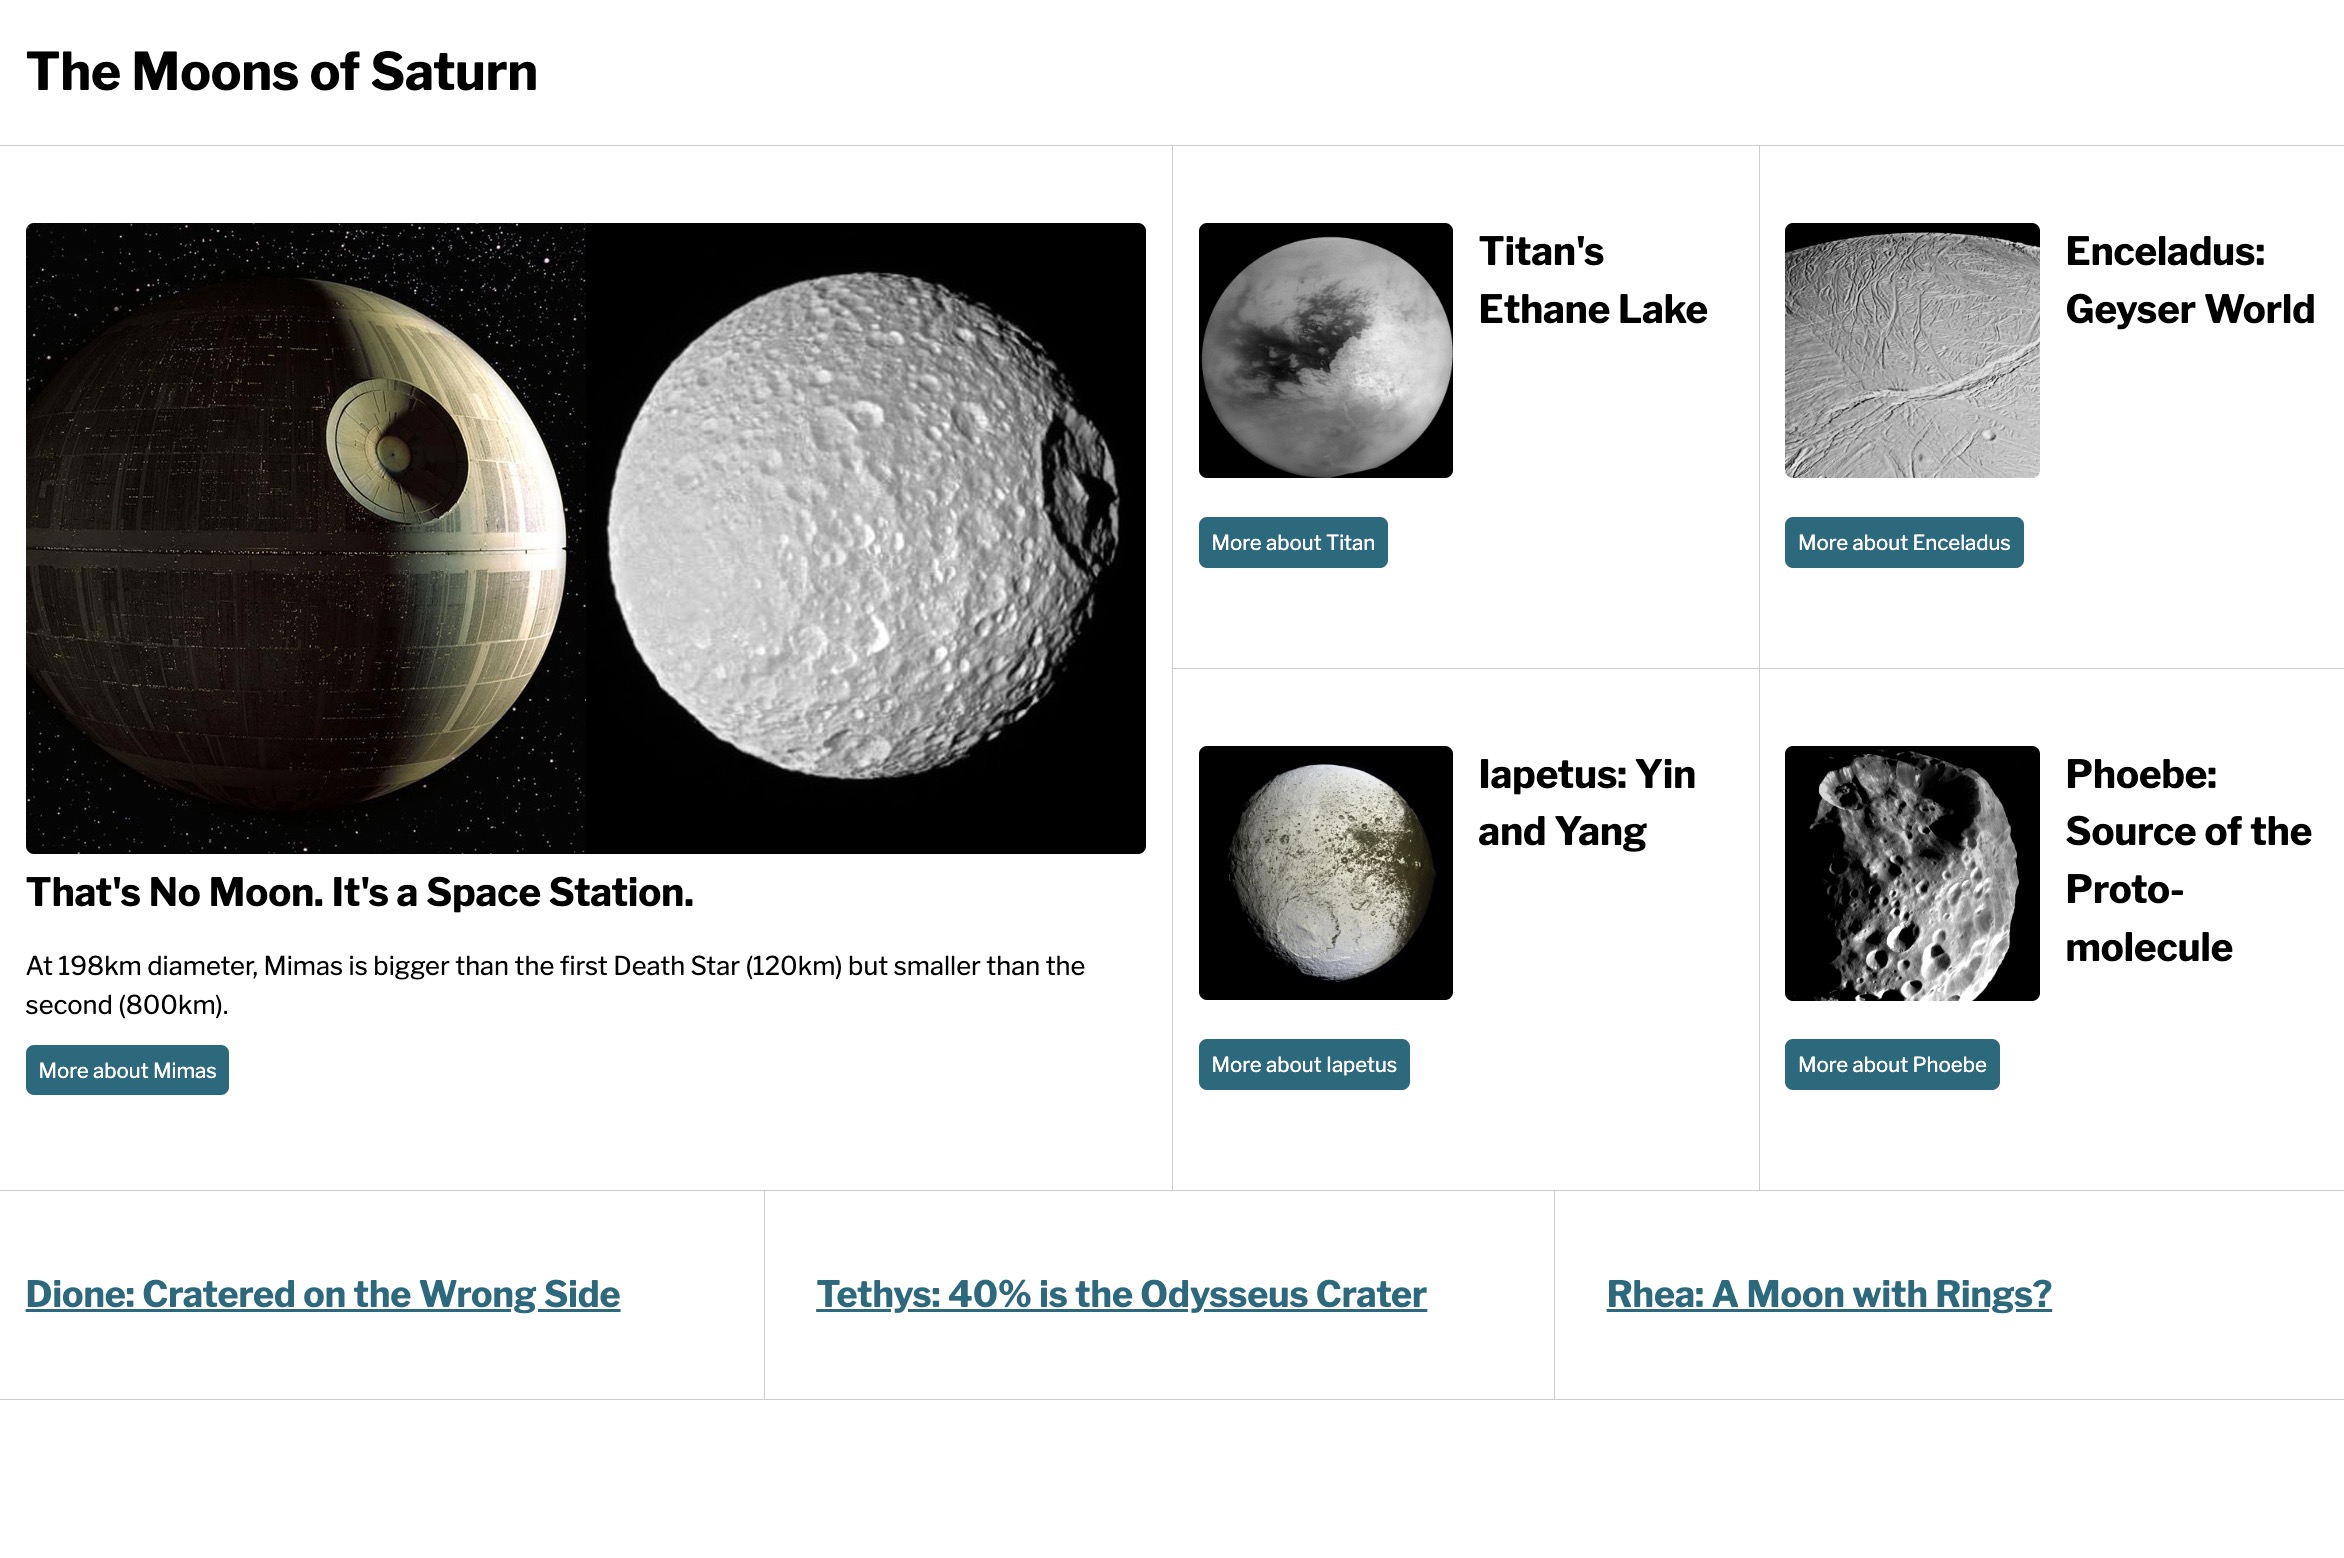 The Moons of Saturn
That's No Moon. It's a Space Station.
At 198km diameter, Mimas is bigger than the first Death Star (120km) but smaller than the
second (800km).
More about Mimas
Titan's
Ethane Lake
More about Titan
Enceladus:
Geyser World
More about Enceladus
Iapetus: Yin
and Yang
More about Iapetus
Phoebe:
Source of the
Proto-
molecule
More about Phoebe
Dione: Cratered on the Wrong Side
Tethys: 40% is the Odysseus Crater
Rhea: A Moon with Rings?